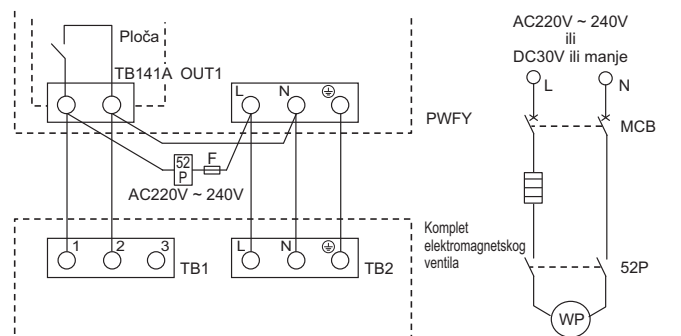 Ploča
TB141A OUT1
L N
PWFY
52
P
F
AC220V ~ 240V
1 2 3
TB1
L N
TB2
Komplet
elektromagnetskog
ventila
AC220V ~ 240V
ili
DC30V ili manje
L N
MCB
52P
WP